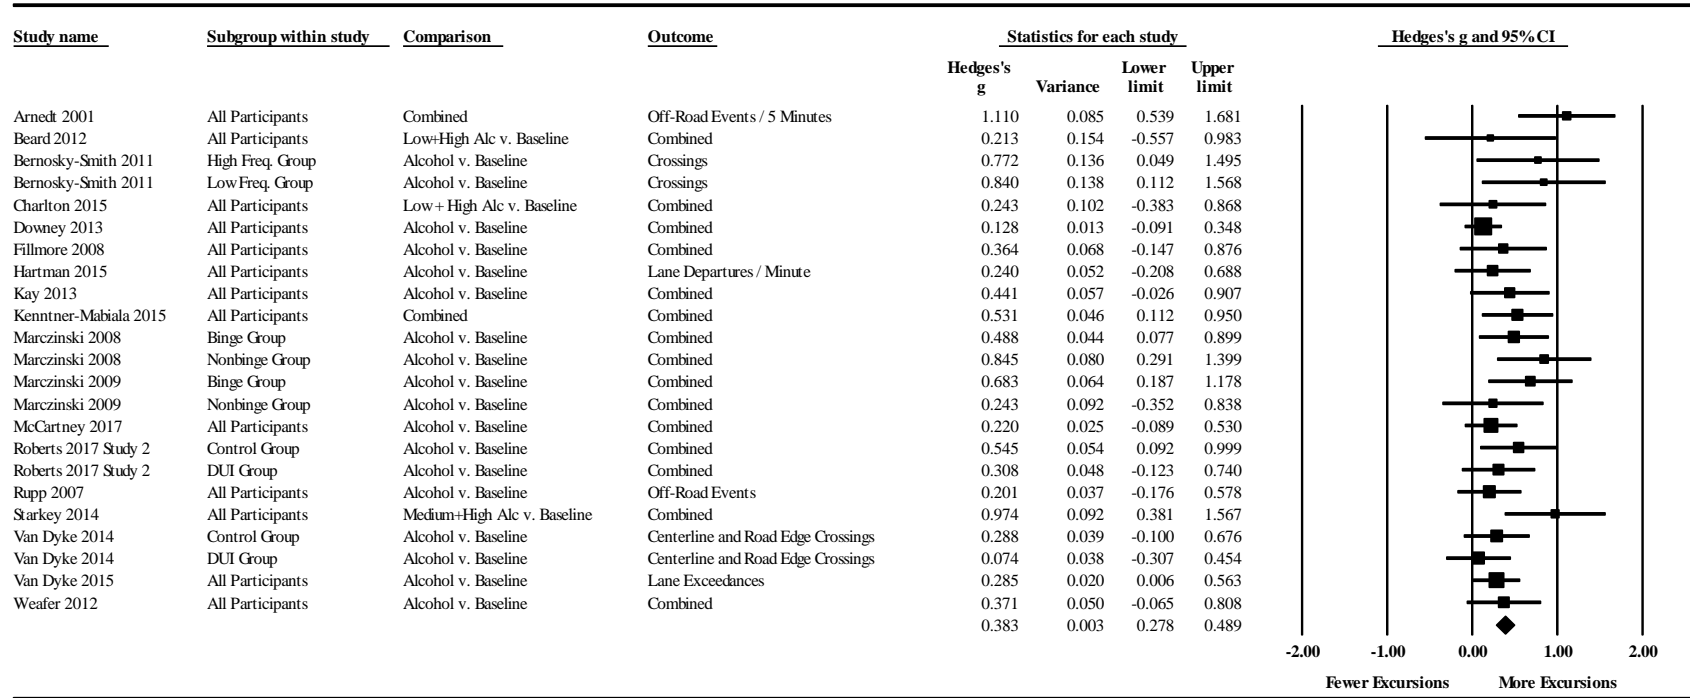 Study name Subgroup within study Comparison Outcome Statistics for each study Hedges's g and 95% CI
Hedges's g Variance Lower limit Upper limit
Arnedt 2001 All Participants Combined Off-Road Events / 5 Minutes 1.110 0.085 0.539 1.681
Beard 2012 All Participants Low+High Alc v. Baseline Combined 0.213 0.154 -0.557 0.983
Bernosky-Smith 2011 High Freq. Group Alcohol v. Baseline Crossings 0.772 0.136 0.049 1.495
Bernosky-Smith 2011 Low Freq. Group Alcohol v. Baseline Crossings 0.840 0.138 0.112 1.568
Charlton 2015 All Participants Low + High Alc v. Baseline Combined 0.243 0.102 -0.383 0.868
Downey 2013 All Participants Alcohol v. Baseline Combined 0.128 0.013 -0.091 0.348
Fillmore 2008 All Participants Alcohol v. Baseline Combined 0.364 0.068 -0.147 0.876
Hartman 2015 All Participants Alcohol v. Baseline Lane Departures / Minute 0.240 0.052 -0.208 0.688
Kay 2013 All Participants Alcohol v. Baseline Combined 0.441 0.057 -0.026 0.907
Kenntner-Mabiala 2015 All Participants Combined Combined 0.531 0.046 0.112 0.950
Marczinski 2008 Binge Group Alcohol v. Baseline Combined 0.488 0.044 0.077 0.899
Marczinski 2008 Nonbinge Group Alcohol v. Baseline Combined 0.845 0.080 0.291 1.399
Marczinski 2009 Binge Group Alcohol v. Baseline Combined 0.683 0.064 0.187 1.178
Marczinski 2009 Nonbinge Group Alcohol v. Baseline Combined 0.243 0.092 -0.352 0.838
McCartney 2017 All Participants Alcohol v. Baseline Combined 0.220 0.025 -0.089 0.530
Roberts 2017 Study 2 Control Group Alcohol v. Baseline Combined 0.545 0.054 0.092 0.999
Roberts 2017 Study 2 DUI Group Alcohol v. Baseline Combined 0.308 0.048 -0.123 0.740
Rupp 2007 All Participants Alcohol v. Baseline Off-Road Events 0.201 0.037 -0.176 0.578
Starkey 2014 All Participants Medium+High Alc v. Baseline Combined 0.974 0.092 0.381 1.567
Van Dyke 2014 Control Group Alcohol v. Baseline Centerline and Road Edge Crossings 0.288 0.039 -0.100 0.676
Van Dyke 2014 DUI Group Alcohol v. Baseline Centerline and Road Edge Crossings 0.074 0.038 -0.307 0.454
Van Dyke 2015 All Participants Alcohol v. Baseline Lane Exceedances 0.285 0.020 0.006 0.563
Weafer 2012 All Participants Alcohol v. Baseline Combined 0.371 0.050 -0.065 0.808
0.383 0.003 0.278 0.489
-2.00 -1.00 0.00 1.00 2.00
Fewer Excursions More Excursions